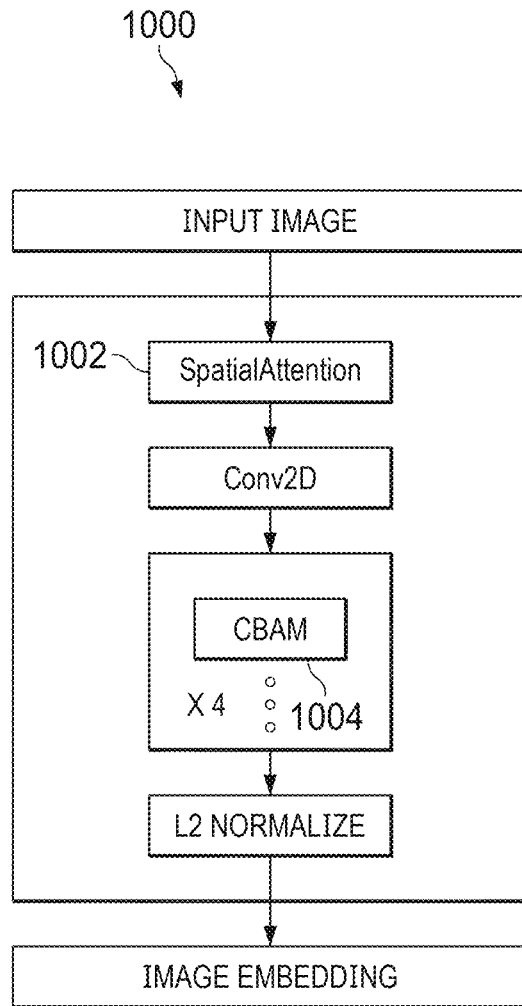 1000
INPUT IMAGE
1002
SpatialAttention
Conv2D
CBAM
X 4
1004
L2 NORMALIZE
IMAGE EMBEDDING